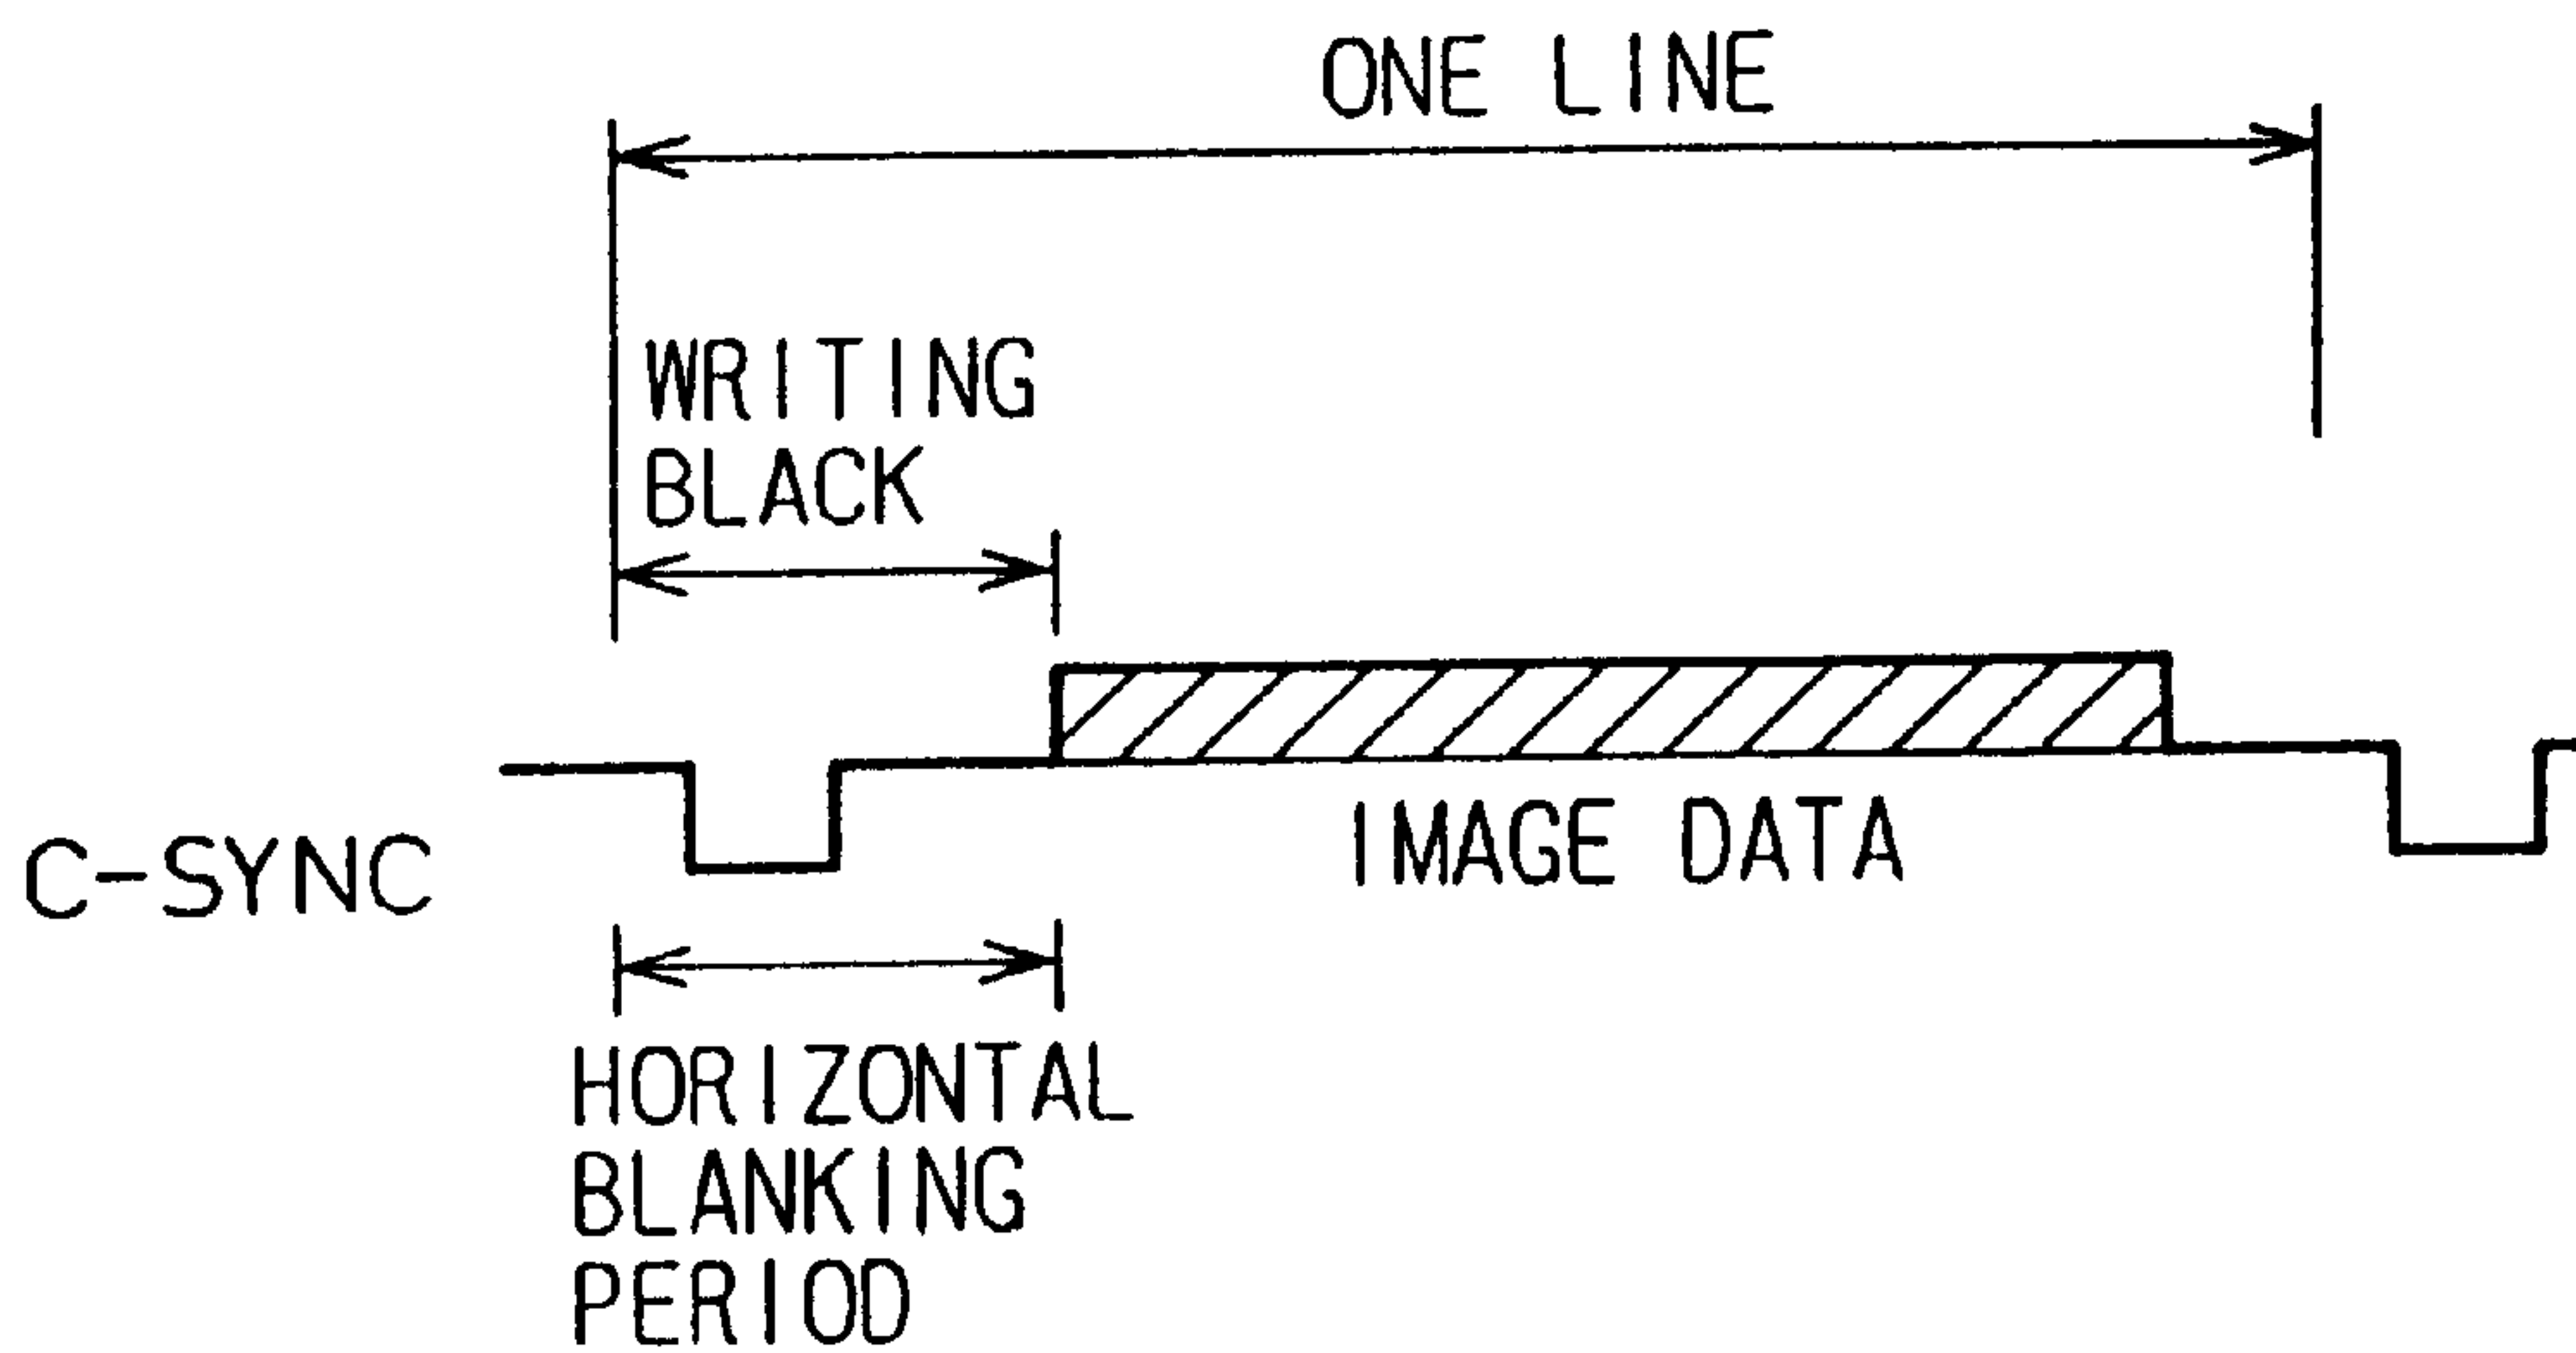 ONE LINE
WRITING
BLACK
C-SYNC
IMAGE DATA
HORIZONTAL
BLANKING
PERIOD